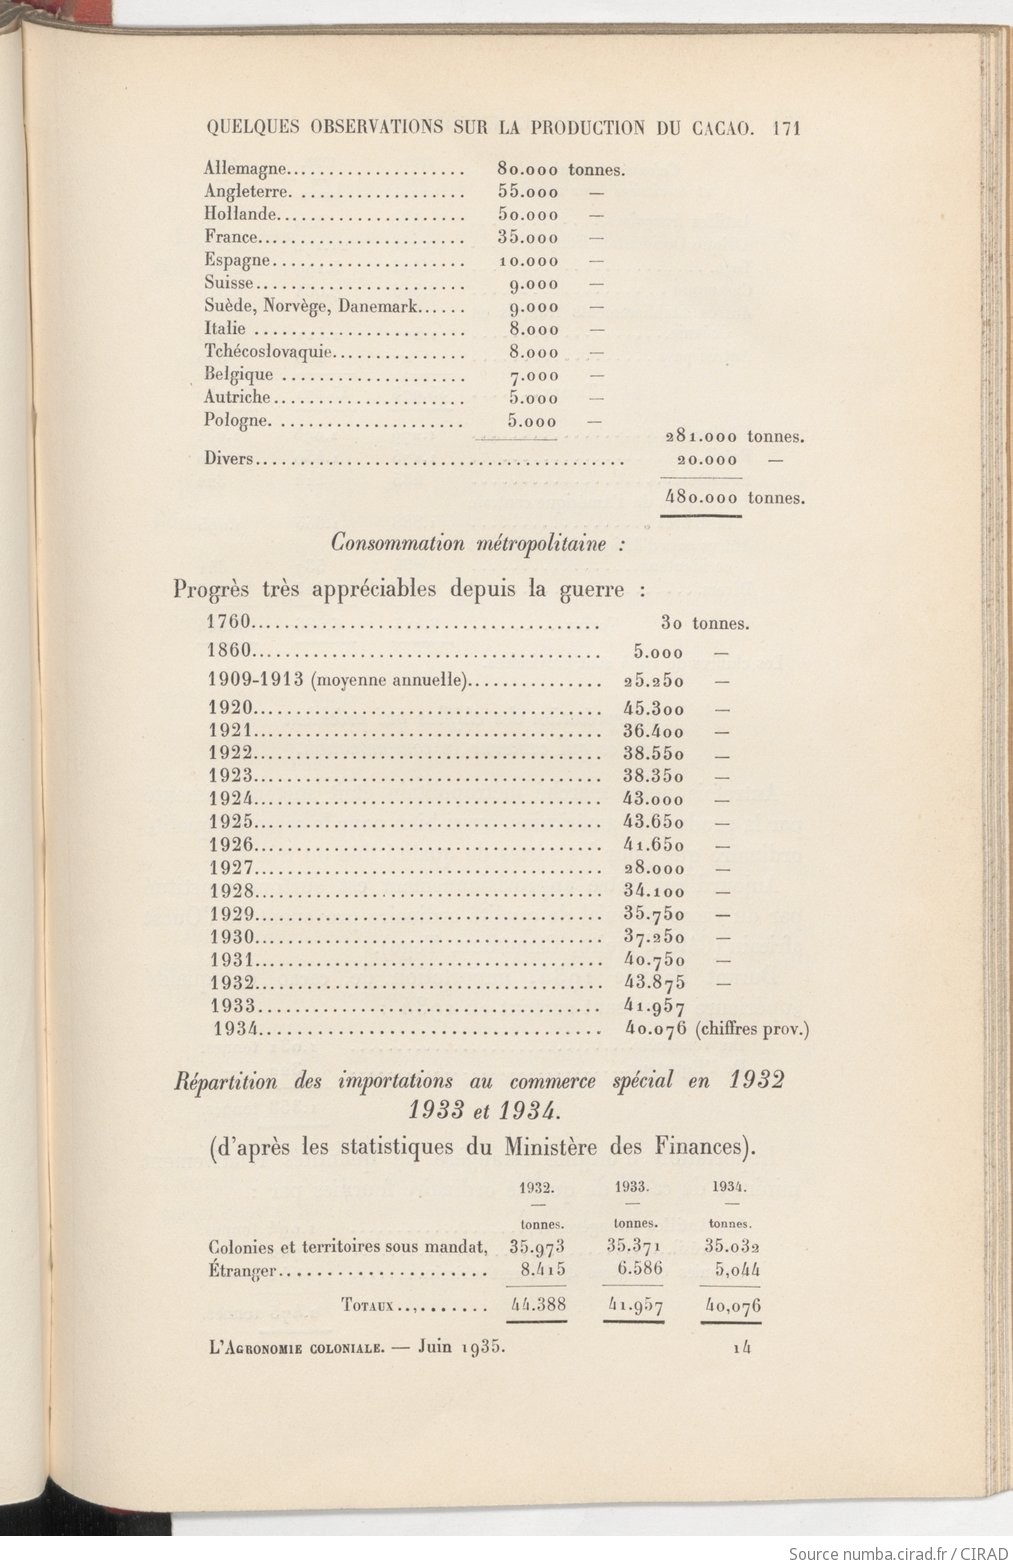 QUELQUES OBSERVATIONS SUR LA PRODUCTION DU CACAO. 171
Allemagne................... 80.000 tonnes.
Angleterre. .................. 55.000 —
Hollande.................... 50.000 —
France...................... 35.000 —
Espagne..................... 10.000 —
Suisse....................... 9.000 —
Suède, Norvège, Danemark...... 9.000 —
Italie ....................... 8.000 —
Tchécoslovaquie............... 8.000 —
Belgique .................... 7.000 —
Autriche..................... 5.000 —
Pologne. .................... 5.000 —
281.000 tonnes.
Divers....................................... 20.000 —
480.000 tonnes.
Consommation métropolitaine :
Progrès très appréciables depuis la guerre :
1760.................................... 30 tonnes.
1860.................................... 5.000 —
1909-1913 (moyenne annuelle)............... 25.250 —
1920.................................... 45.300 —
1921.................................... 36.400 —
1922.................................... 38.550 —
1923.................................... 38.350 —
1924.................................... 43.000 —
1925.................................... 43.650 —
1926.................................... 41.650 —
1927.................................... 28.000 —
1928.................................... 34.100 —
1929.................................... 35.750 —
1930.................................... 37.250 —
1931.................................... 40.750 —
1932.................................... 43.875 —
1933.................................... 41.957
1934.................................... 40.076 (chiffres prov.)
Répartition des importations au commerce spécial en 1932
1933 et 1934.
(d'après les statistiques du Ministère des Finances).
1932. 1933. 1934.
— — —
tonnes. tonnes. tonnes.
Colonies et territoires sous mandat, 35.973 35.371 35.032
Étranger..................... 8.415 6.586 5,044
TOTAUX..,....... 44.388 41.957 40,076
L'AGRONOMIE COLONIALE. — Juin 1935. 14
Source numba.cirad.fr / CIRAD